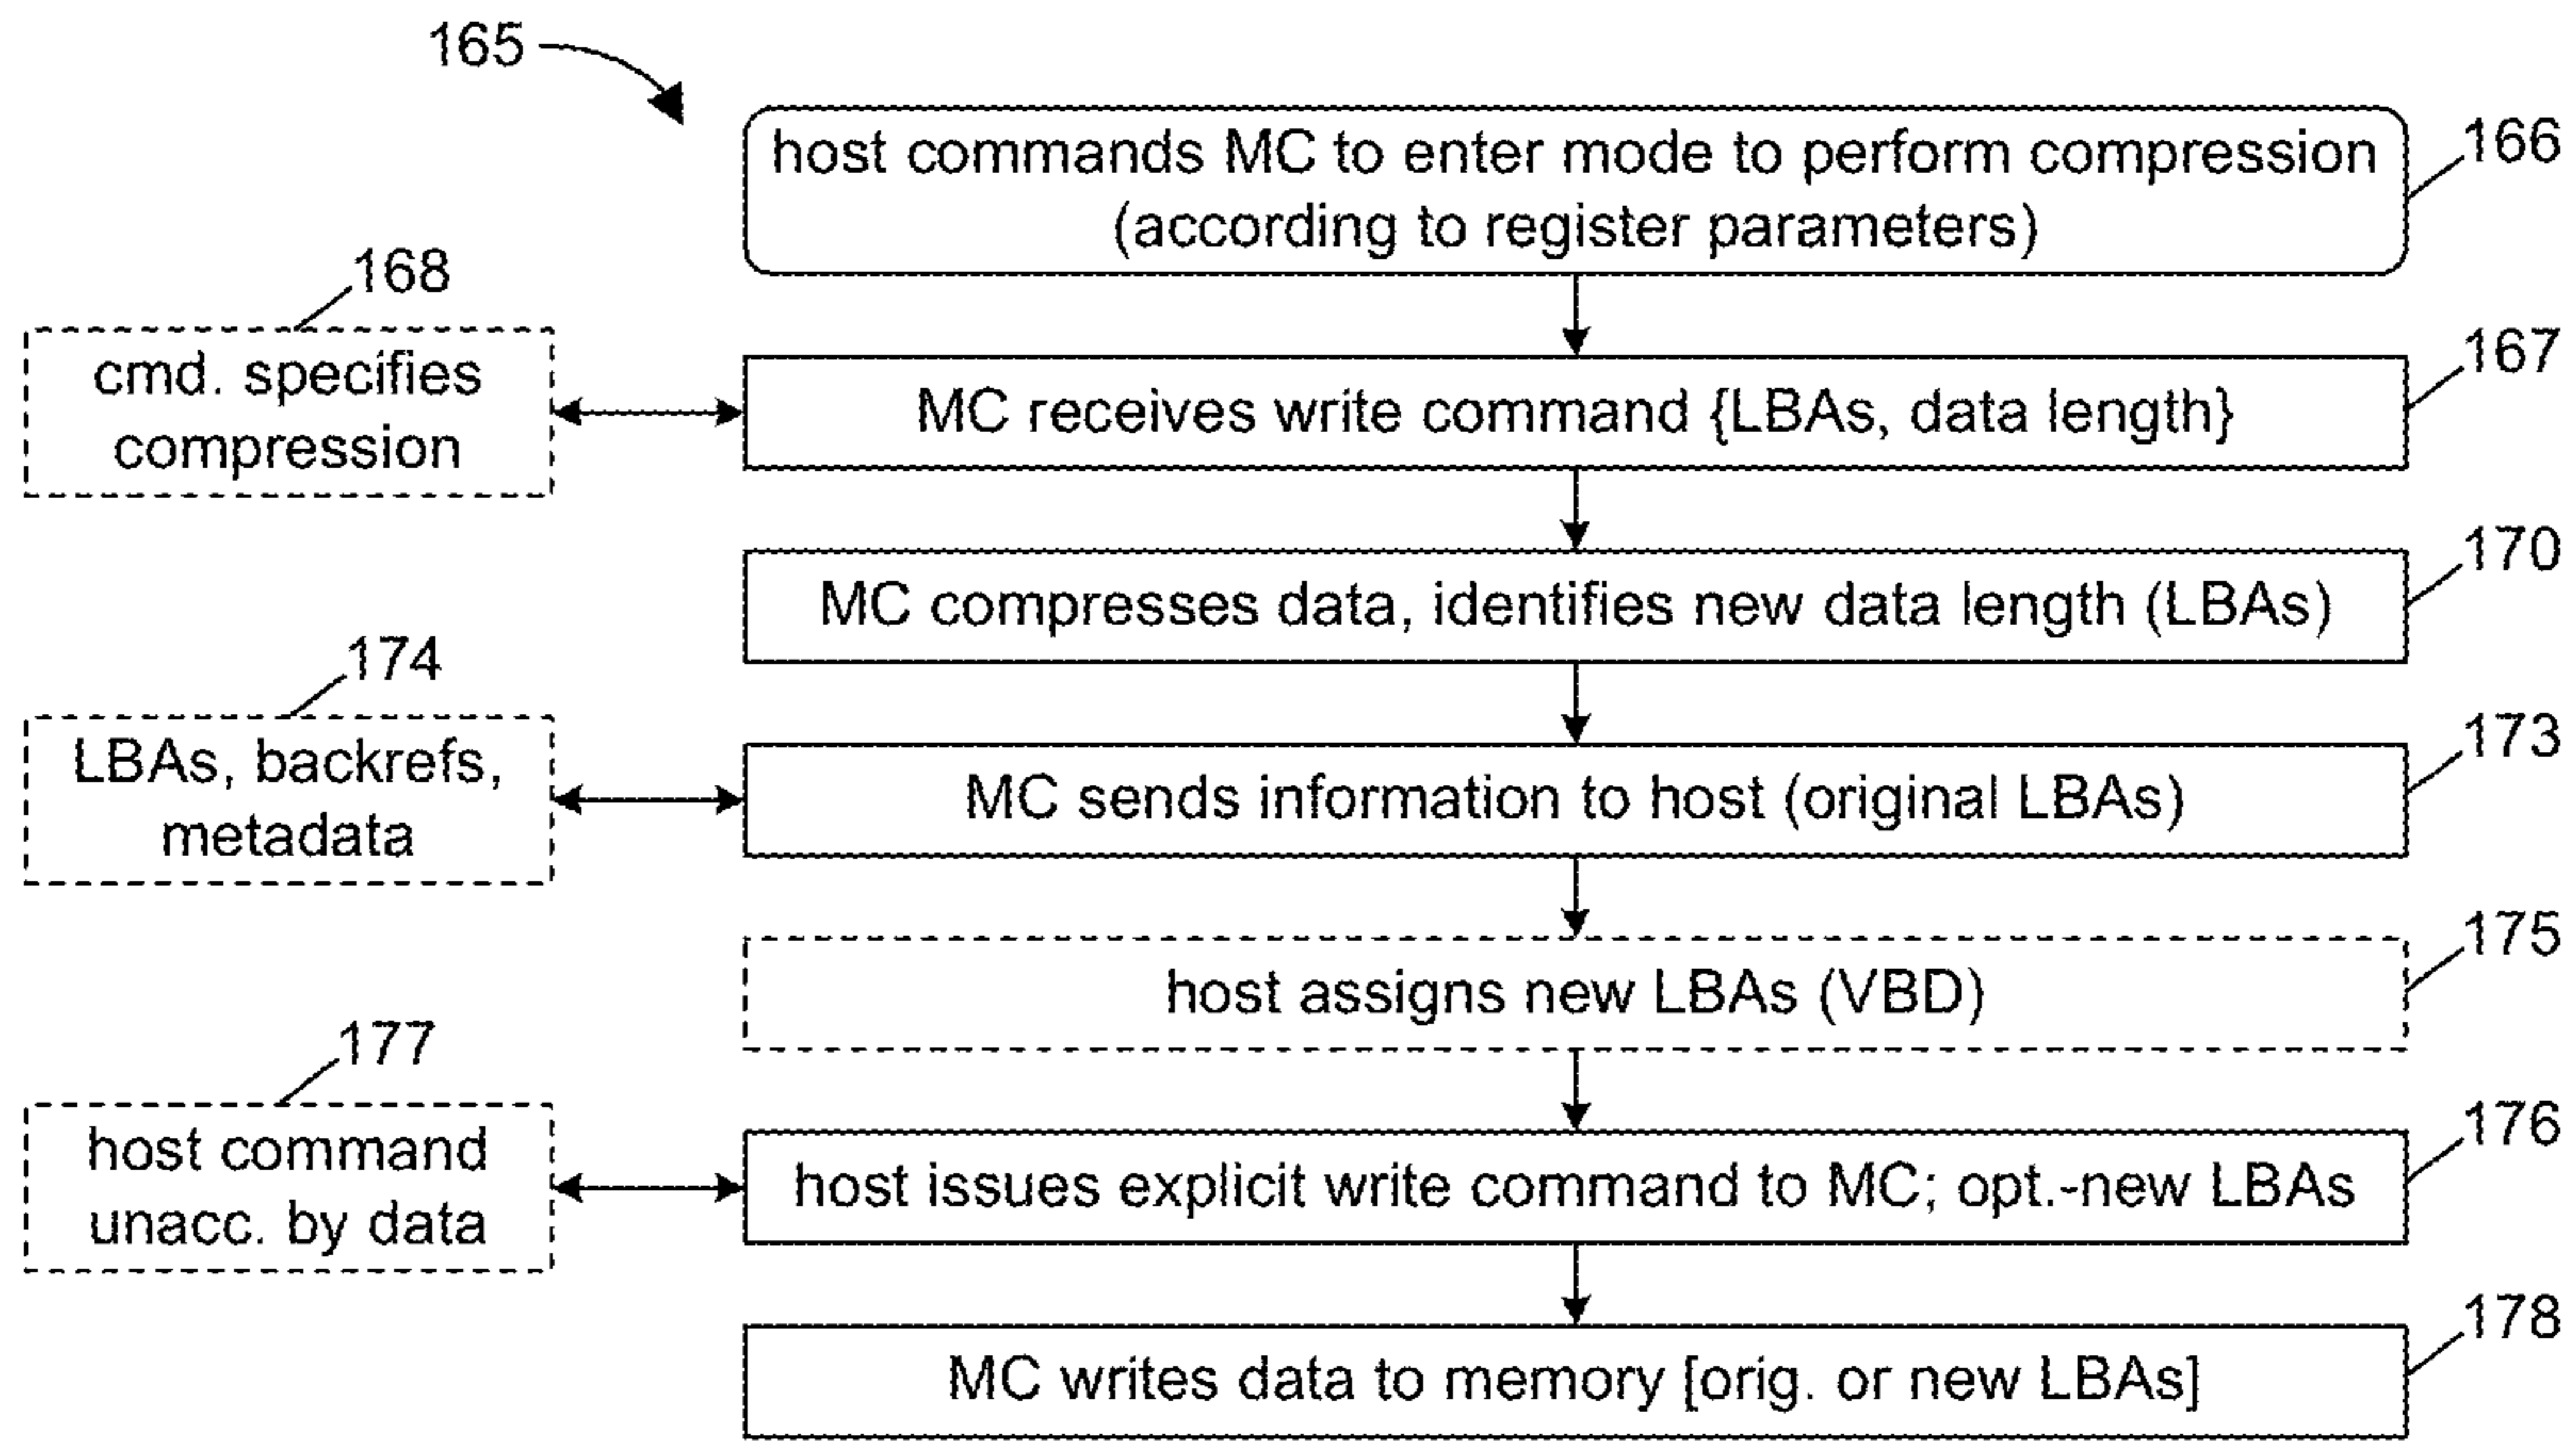 165
host commands MC to enter mode to perform compression
(according to register parameters)
166
168
cmd. specifies
compression
MC receives write command {LBAs, data length}
167
MC compresses data, identifies new data length (LBAs)
170
174
LBAs, backrefs,
metadata
MC sends information to host (original LBAs)
173
host assigns new LBAs (VBD)
175
177
host command
unacc. by data
host issues explicit write command to MC; opt.-new LBAs
176
MC writes data to memory [orig. or new LBAs]
178